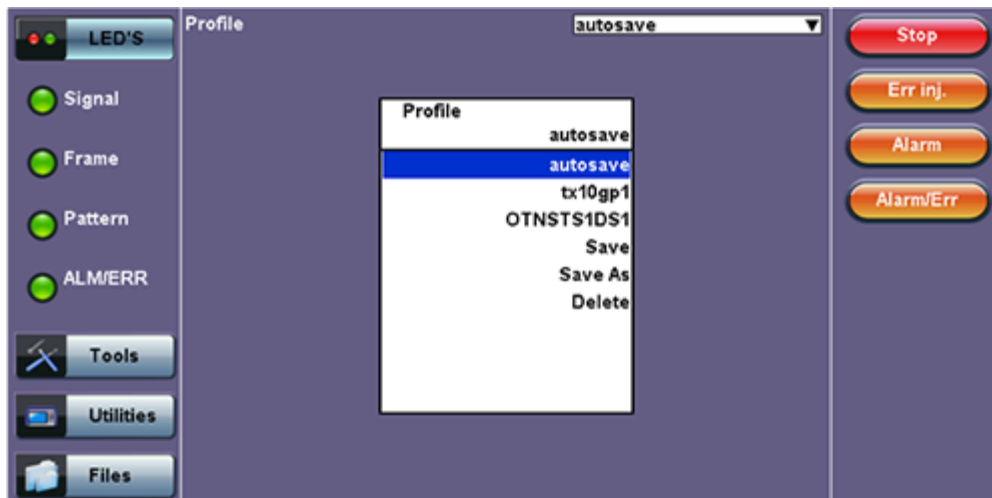 LED'S
Signal
Frame
Pattern
ALM/ERR
Tools
Utilities
Files
Profile
autosave
Profile
autosave
autosave
tx10gp1
OTNSTS1DS1
Save
Save As
Delete
Stop
Err inj.
Alarm
Alarm/Err